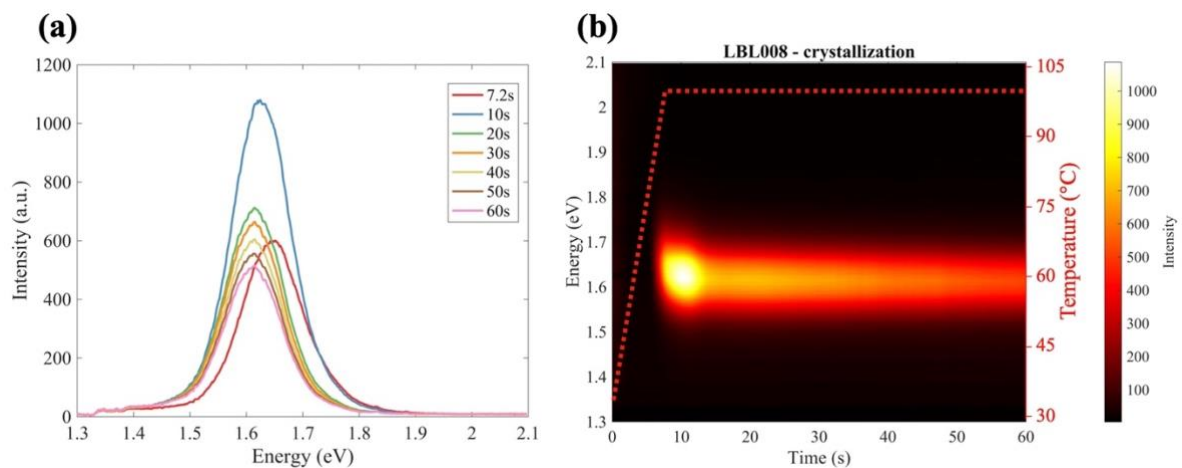 (a)
1200
1000
800
600
400
200
0
Intensity (a.u.)
1.3 1.4 1.5 1.6 1.7 1.8 1.9 2 2.1
Energy (eV)
7.2s
10s
20s
30s
40s
50s
60s
(b)
LBL008 - crystallization
2.1
2
1.9
1.8
1.7
1.6
1.5
1.4
1.3
Energy (eV)
0 10 20 30 40 50 60
Time (s)
105
90
75
60
45
30
Temperature (°C)
1000
900
800
700
600
500
400
300
200
100
Intensity